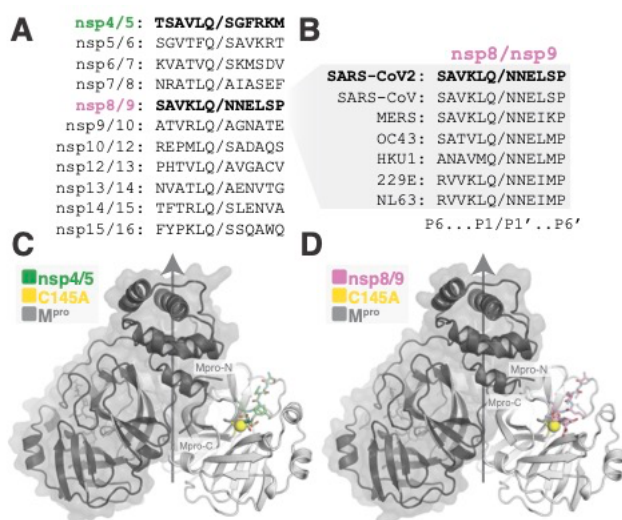 A
nsp4/5: TSAVLQ/SGFRKM
nsp5/6: SGVTFQ/SAVKRT
nsp6/7: KVATVQ/SKMSDV
nsp7/8: NRATLQ/AIASEF
nsp8/9: SAVKLQ/NNELSP
nsp9/10: ATVRLQ/AGNATE
nsp10/12: REPMLQ/SADAQS
nsp12/13: PHTVLQ/AVGACV
nsp13/14: NVATLQ/AENVTG
nsp14/15: TFTRLQ/SLENVA
nsp15/16: FYPKLQ/SSQAWQ
B
nsp8/nsp9
SARS-CoV2: SAVKLQ/NNELSP
SARS-CoV: SAVKLQ/NNELSP
MERS: SAVKLQ/NNEIKP
OC43: SATVLQ/NNELMP
HKU1: ANAVMQ/NNELMP
229E: RVVKLQ/NNEIMP
NL63: RVVKLQ/NNEIMP
P6...P1/P1’..P6’
C
nsp4/5
C145A
Mpro
Mpro-N
Mpro-C
D
nsp8/9
C145A
Mpro
Mpro-N
Mpro-C